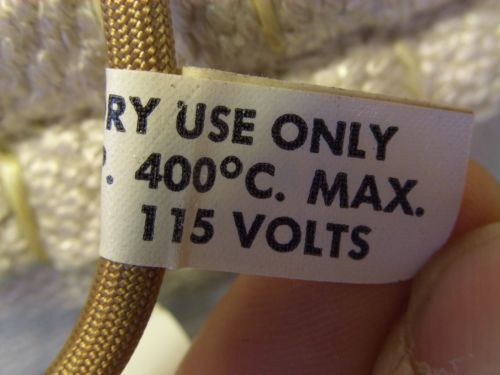 RY USE ONLY
P. 400°C. MAX.
115 VOLTS